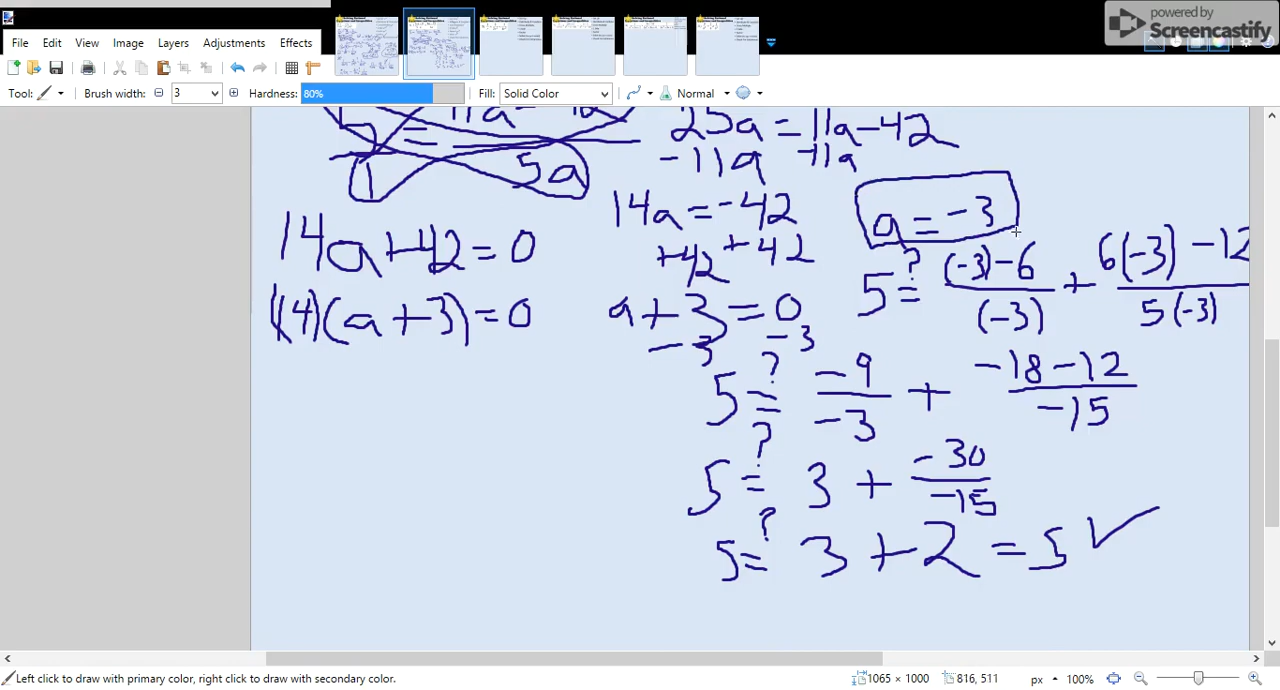 powered by
Screencastify
File Edit View Image Layers Adjustments Effects
Tool: Brush width: 3 Hardness: 80% Fill: Solid Color Normal
5a
25a = 11a - 42
-11a -11a
14a = -42
+42 +42
14a + 42 = 0
(14)(a + 3) = 0
a + 3 = 0
-3 -3
a = -3
5 ?= (-3) - 6 / (-3) + 6(-3) - 12 / 5(-3)
5 ?= -9 / -3 + -18 - 12 / -15
5 ?= 3 + -30 / -15
5 ?= 3 + 2 = 5 ✓
Left click to draw with primary color, right click to draw with secondary color. 1065 × 1000 816, 511 px 100%